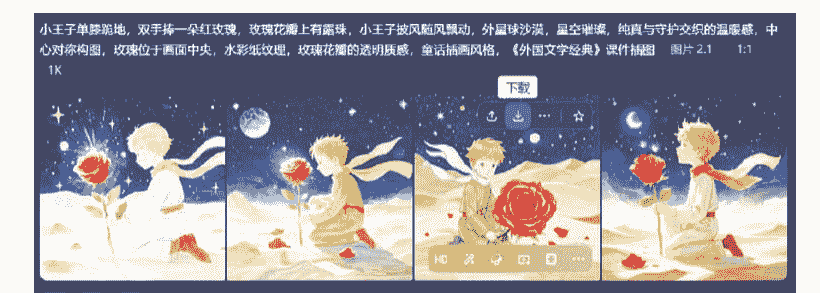 小王子单膝跪地，双手捧一朵红玫瑰，玫瑰花瓣上有露珠，小王子披风随风飘动，外星球沙漠，星空璀璨，纯真与守护交织的温暖感，中
心对称构图，玫瑰位于画面中央，水彩纸纹理，玫瑰花瓣的透明质感，童话插画风格，《外国文学经典》课件插图 图片 2.1 1:1
1K
下载
HD